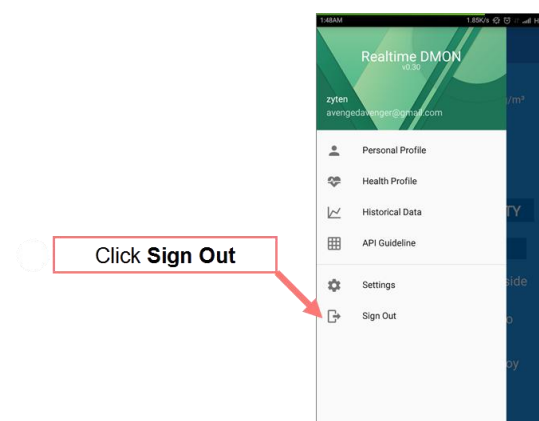 1:48AM 1.85K/s H
Realtime DMON
v0.30
zyten
avengedavenger@gmail.com
/m³
Personal Profile
Health Profile
Historical Data
TY
API Guideline
Click Sign Out
Settings
side
Sign Out
o
oy